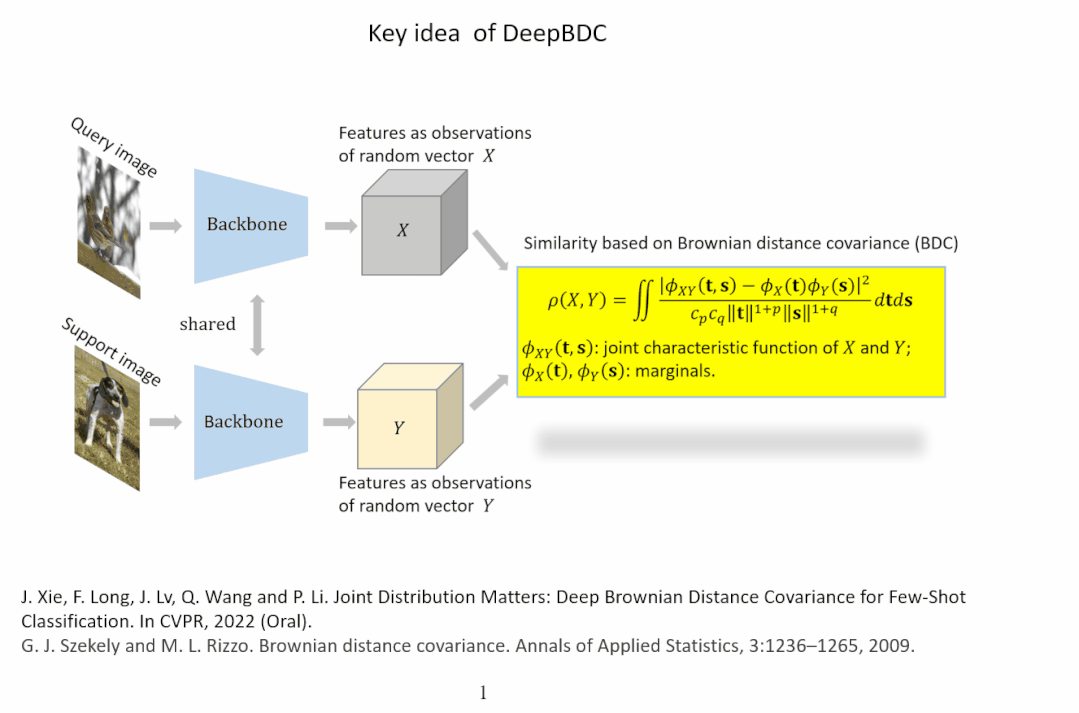 Key idea of DeepBDC
Query image
Features as observations
of random vector X
Backbone
X
Similarity based on Brownian distance covariance (BDC)
ρ(X,Y) = ∬ |ϕ_XY(t,s) − ϕ_X(t)ϕ_Y(s)|² / c_p c_q‖t‖^{1+p}‖s‖^{1+q} dtds
ϕ_XY(t,s): joint characteristic function of X and Y;
ϕ_X(t), ϕ_Y(s): marginals.
shared
Support image
Backbone
Y
Features as observations
of random vector Y
J. Xie, F. Long, J. Lv, Q. Wang and P. Li. Joint Distribution Matters: Deep Brownian Distance Covariance for Few-Shot
Classification. In CVPR, 2022 (Oral).
G. J. Szekely and M. L. Rizzo. Brownian distance covariance. Annals of Applied Statistics, 3:1236–1265, 2009.
1